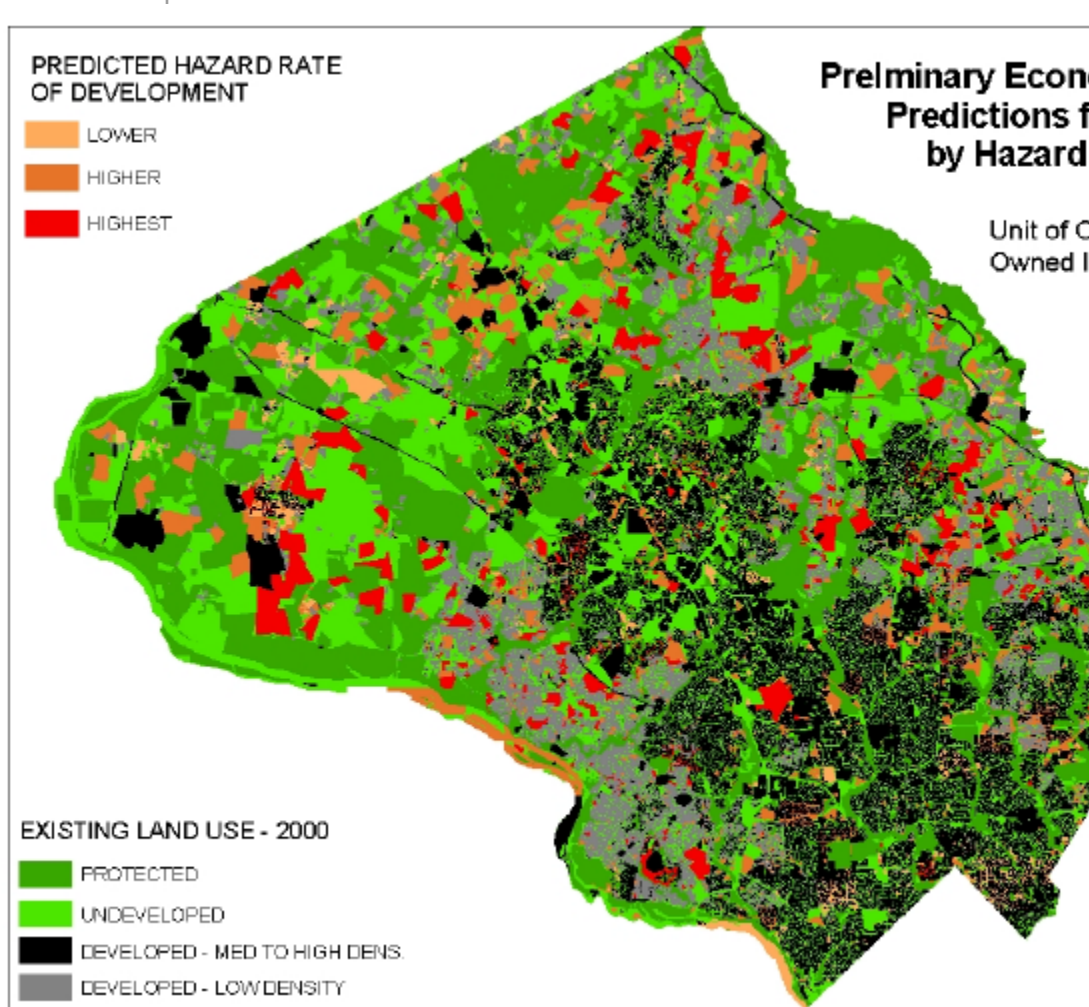 PREDICTED HAZARD RATE
OF DEVELOPMENT
LOWER
HIGHER
HIGHEST
Prelminary Econ
Predictions f
by Hazard
Unit of
Owned
EXISTING LAND USE - 2000
PROTECTED
UNDEVELOPED
DEVELOPED - MED TO HIGH DENS.
DEVELOPED - LOW DENSITY